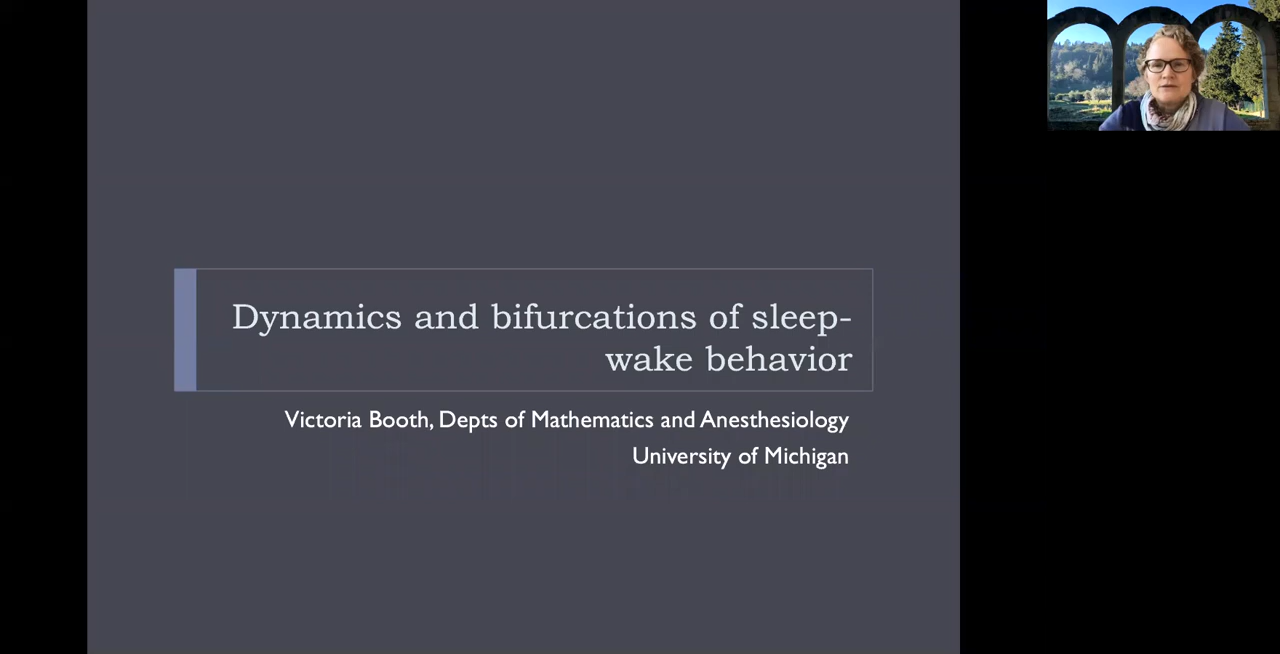 Dynamics and bifurcations of sleep-
wake behavior
Victoria Booth, Depts of Mathematics and Anesthesiology
University of Michigan